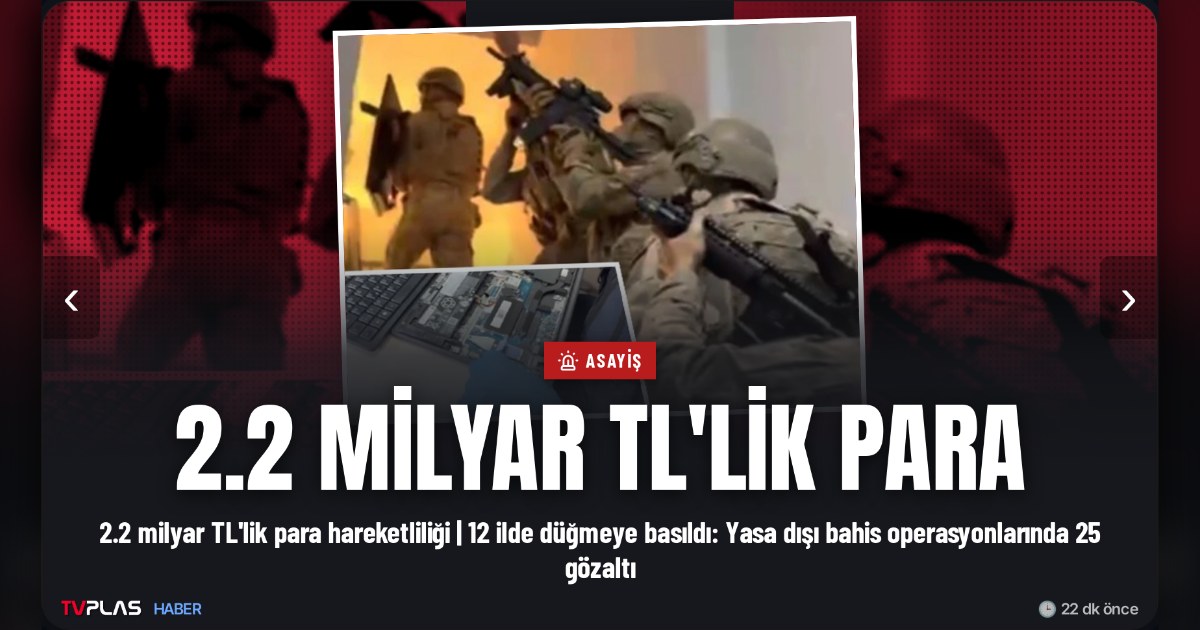 ASAYİŞ
2.2 MİLYAR TL'LİK PARA
2.2 milyar TL'lik para hareketliliği | 12 ilde düğmeye basıldı: Yasa dışı bahis operasyonlarında 25
gözaltı
TVPLAS HABER
22 dk önce